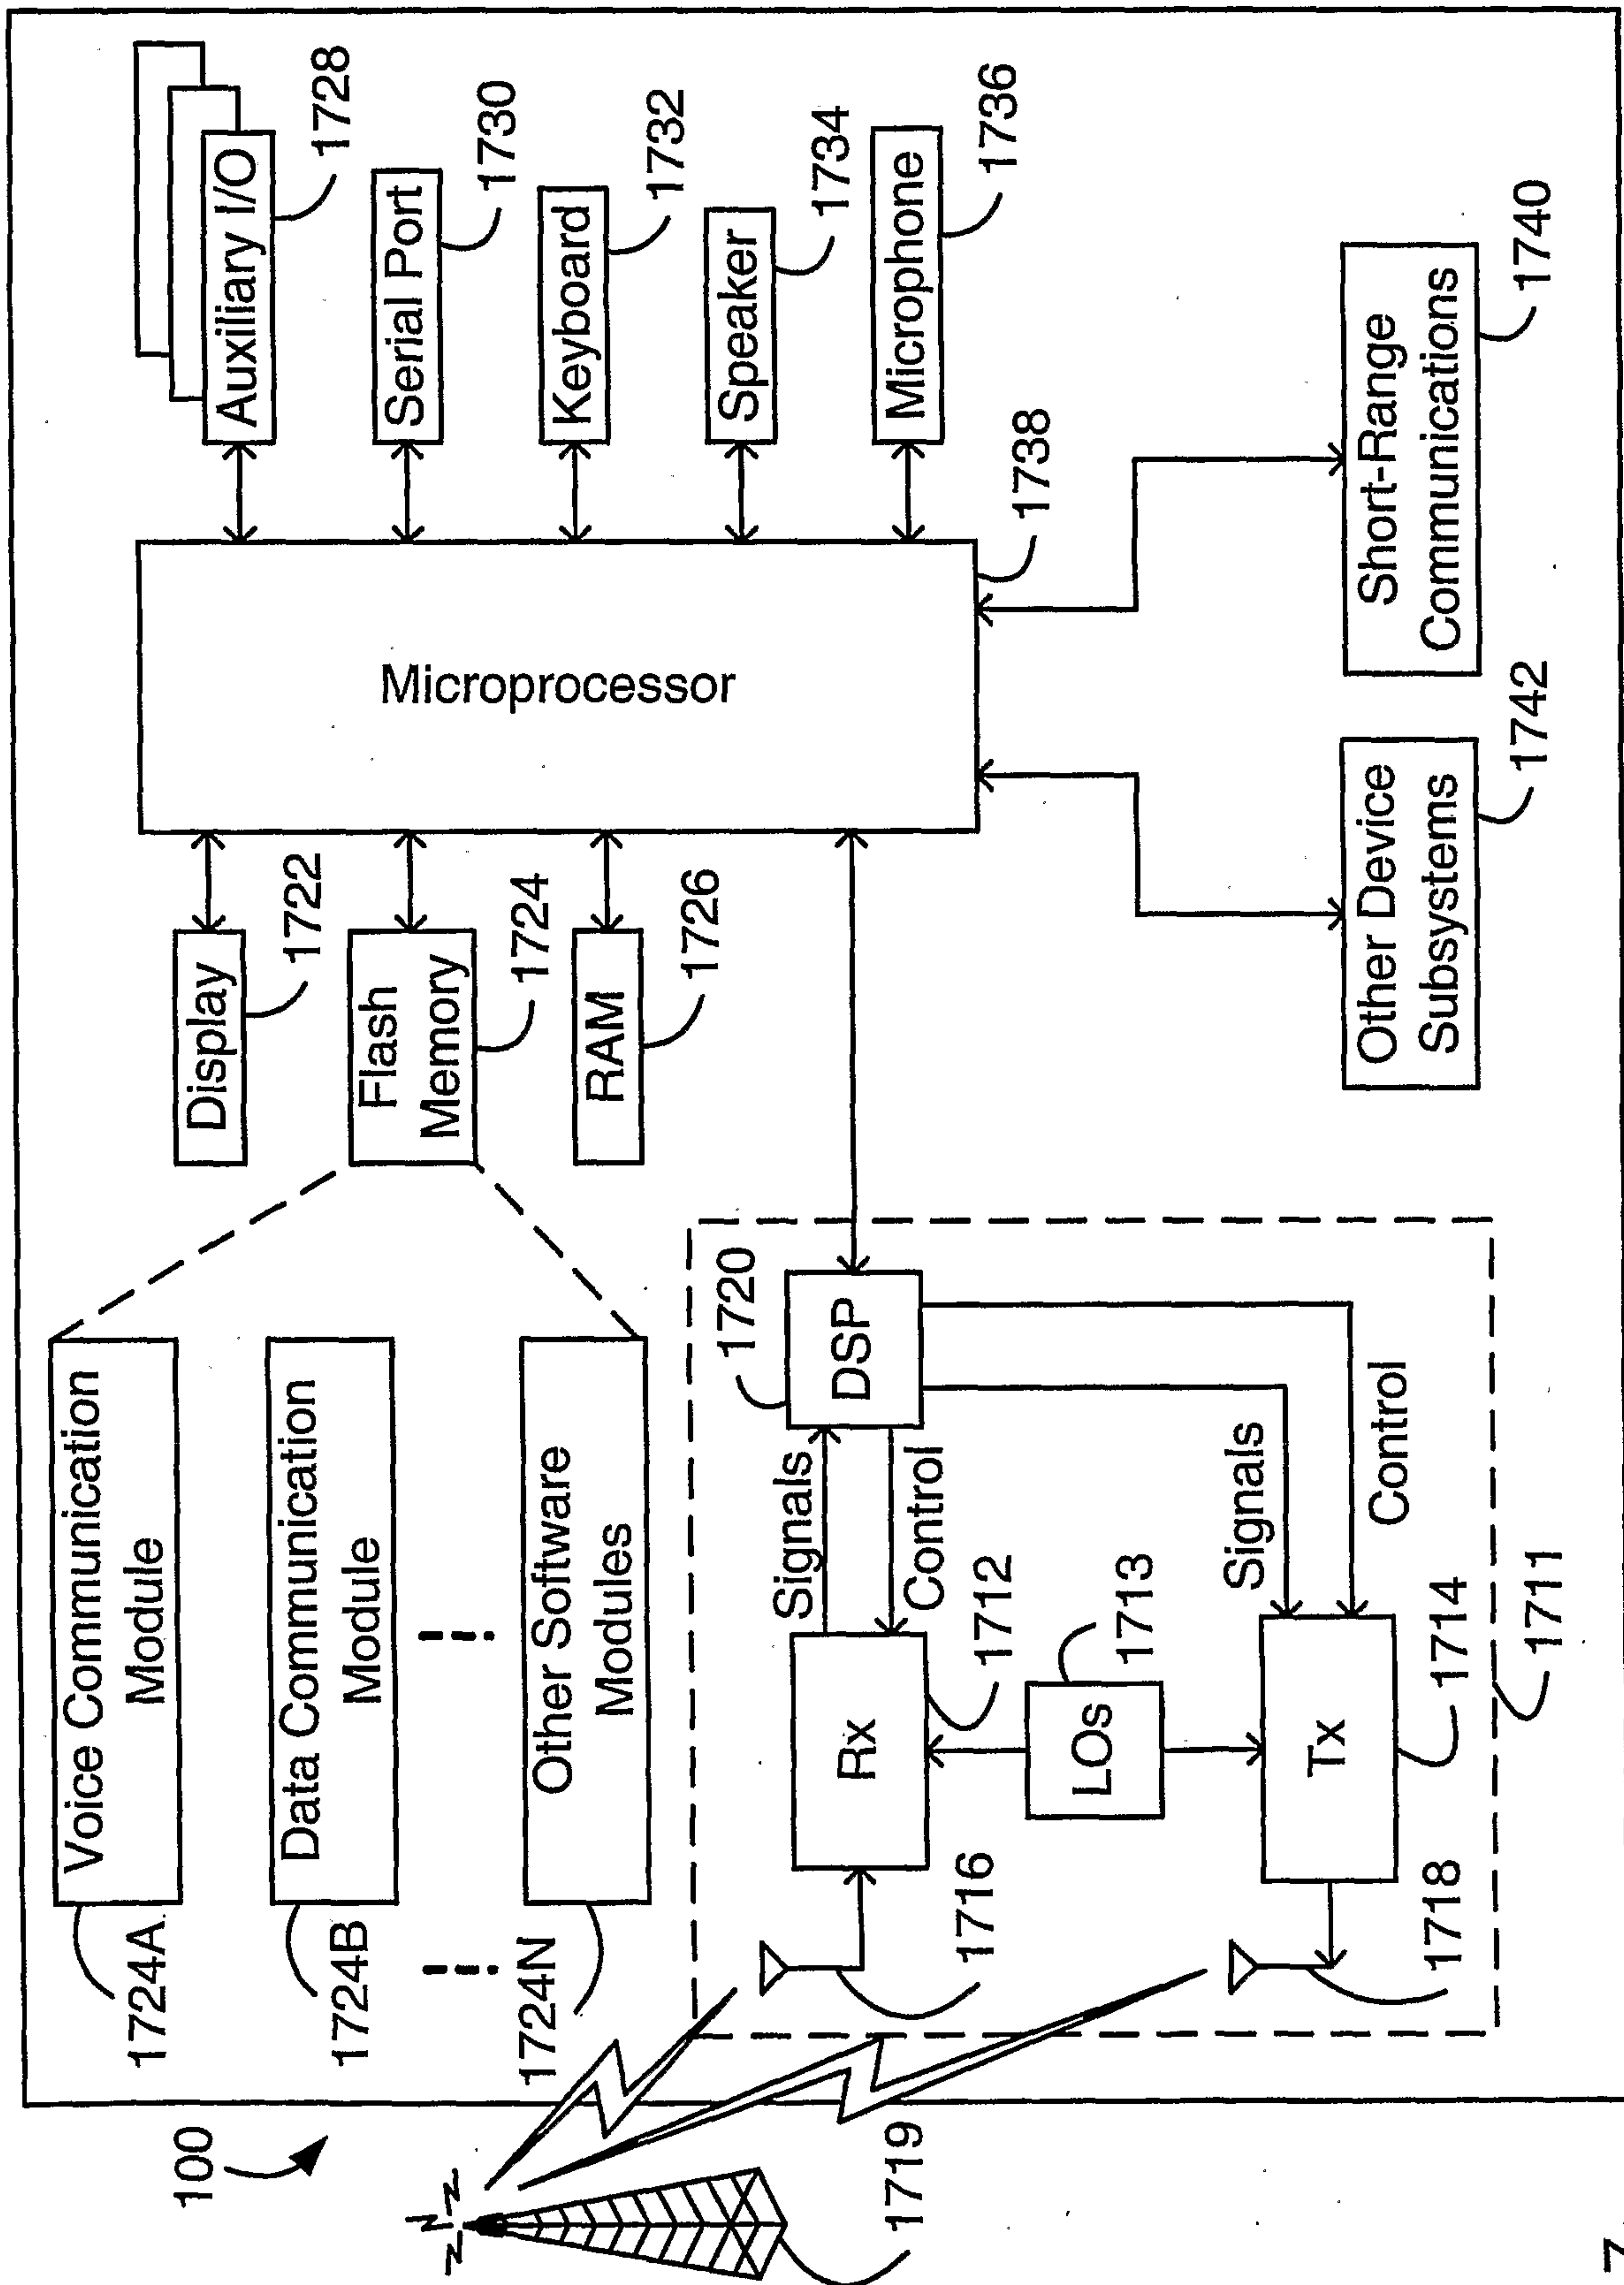 100
1719
Voice Communication
Module
1724A
Data Communication
Module
1724B
Other Software
Modules
1724N
Display
1722
Flash
Memory
1724
RAM
1726
Microprocessor
1738
Auxiliary I/O
1728
Serial Port
1730
Keyboard
1732
Speaker
1734
Microphone
1736
Short-Range
Communications
1740
Other Device
Subsystems
1742
DSP
1720
Signals
Control
Rx
1712
LOs
1713
Signals
Control
Tx
1714
1716
1718
1711
7